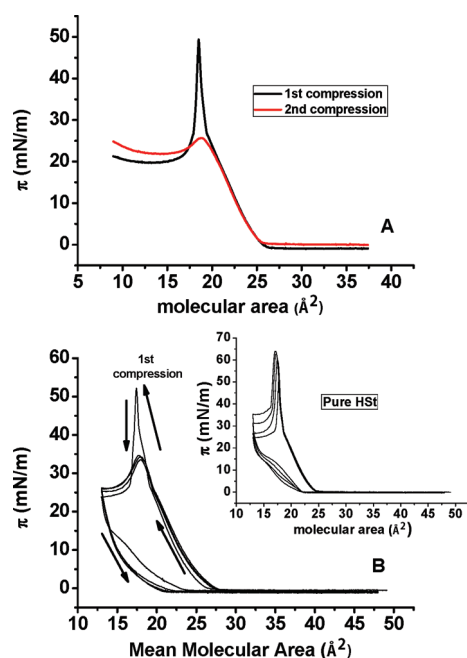 50
40
30
20
10
0
π (mN/m)
1st compression
2nd compression
A
5 10 15 20 25 30 35 40
molecular area (Å²)
60
50
40
30
20
10
0
π (mN/m)
1st
compression
B
10 15 20 25 30 35 40 45 50
Mean Molecular Area (Å²)
70
60
50
40
30
20
10
0
π (mN/m)
Pure HSt
10 15 20 25 30 35 40 45 50
molecular area (Å²)